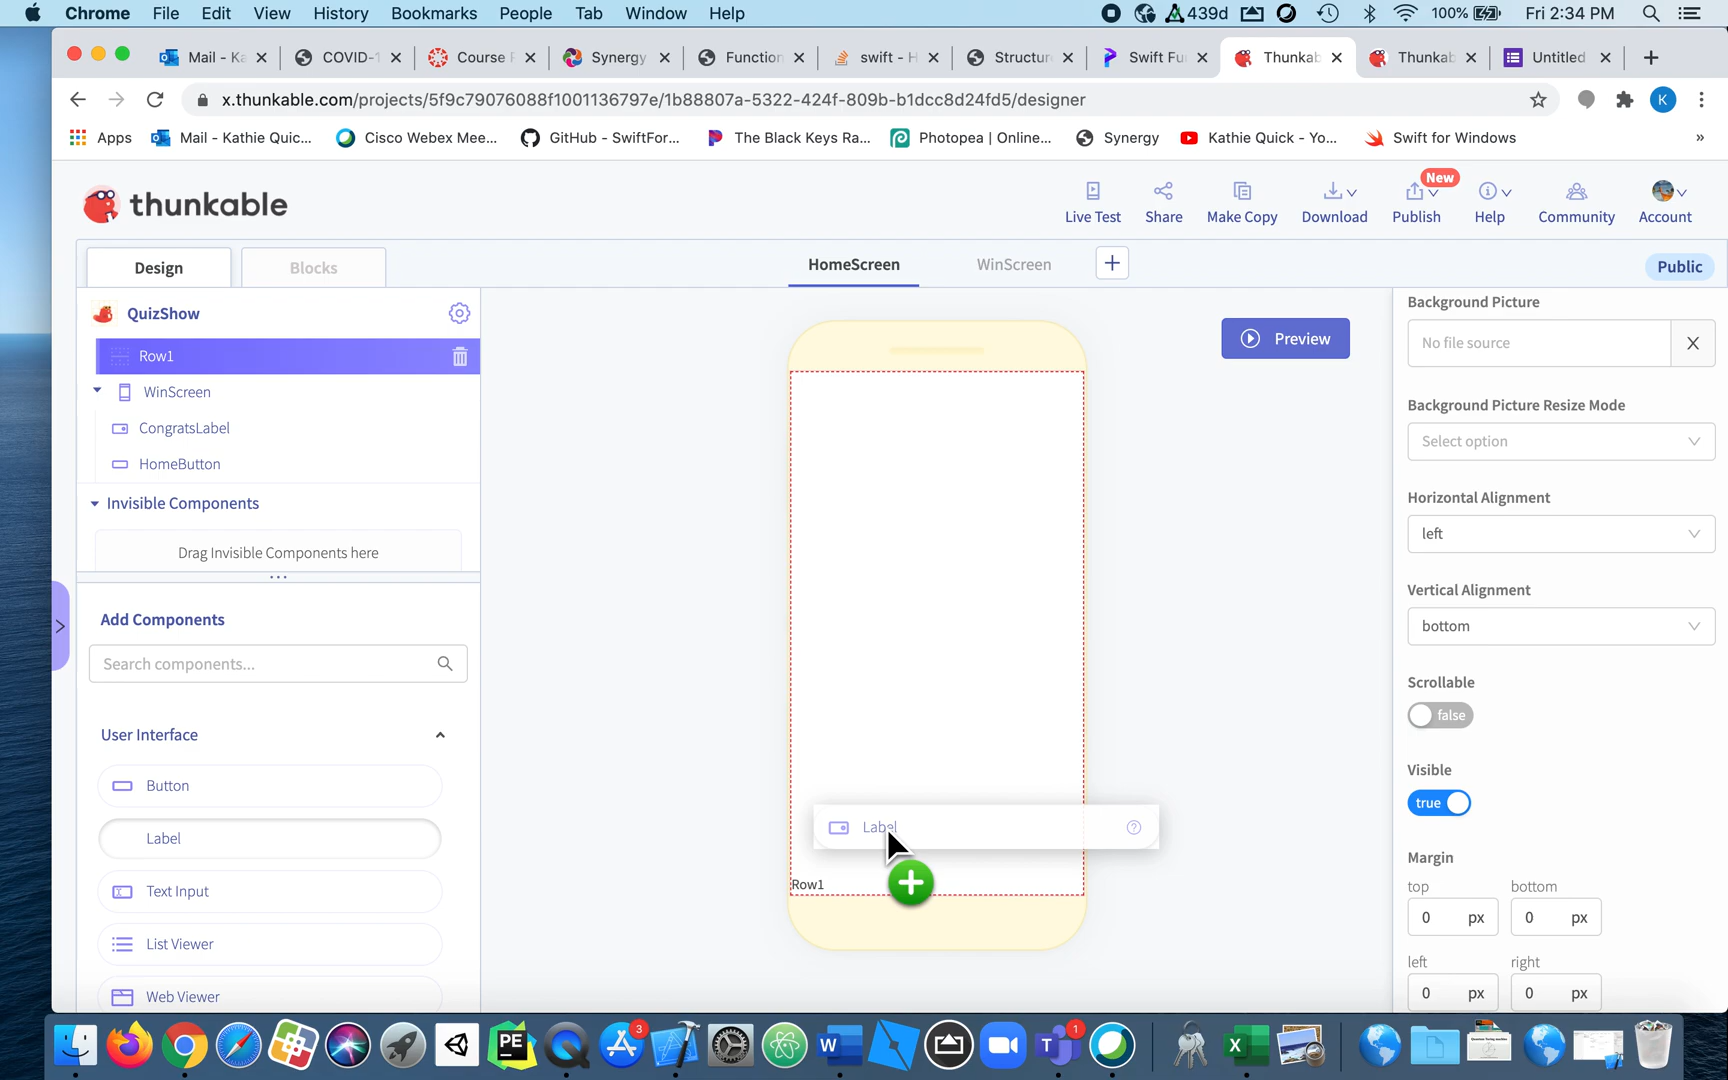 Chrome File Edit View History Bookmarks People Tab Window Help 439d 100% Fri 2:34 PM
Mail - Ka COVID-1 Course Synergy Function swift - H Structur Swift Fu Thunkab Thunkab Untitled
x.thunkable.com/projects/5f9c79076088f1001136797e/1b88807a-5322-424f-809b-b1dcc8d24fd5/designer K
Apps Mail - Kathie Quic... Cisco Webex Mee... GitHub - SwiftFor... The Black Keys Ra... Photopea | Online... Synergy Kathie Quick - Yo... Swift for Windows »
thunkable
New
Live Test Share Make Copy Download Publish Help Community Account
Design Blocks HomeScreen WinScreen + Public
QuizShow
Row1
WinScreen
CongratsLabel
HomeButton
Invisible Components
Drag Invisible Components here
Add Components
Search components...
User Interface
Button
Label
Text Input
List Viewer
Web Viewer
Preview
Label
Row1
Background Picture
No file source X
Background Picture Resize Mode
Select option
Horizontal Alignment
left
Vertical Alignment
bottom
Scrollable
false
Visible
true
Margin
top bottom
0 px 0 px
left right
0 px 0 px
PE 3 W T 1 X